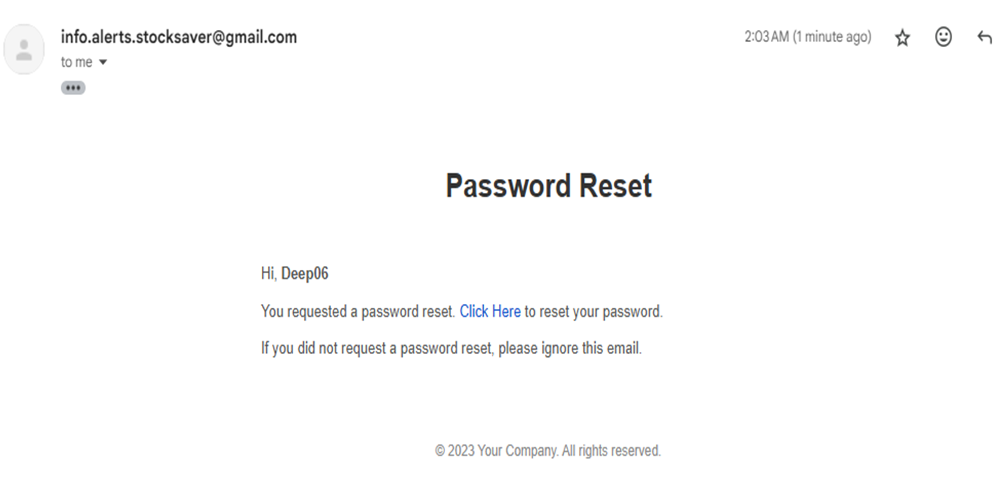 info.alerts.stocksaver@gmail.com
2:03 AM (1 minute ago)
to me
Password Reset
Hi, Deep06
You requested a password reset. Click Here to reset your password.
If you did not request a password reset, please ignore this email.
© 2023 Your Company. All rights reserved.